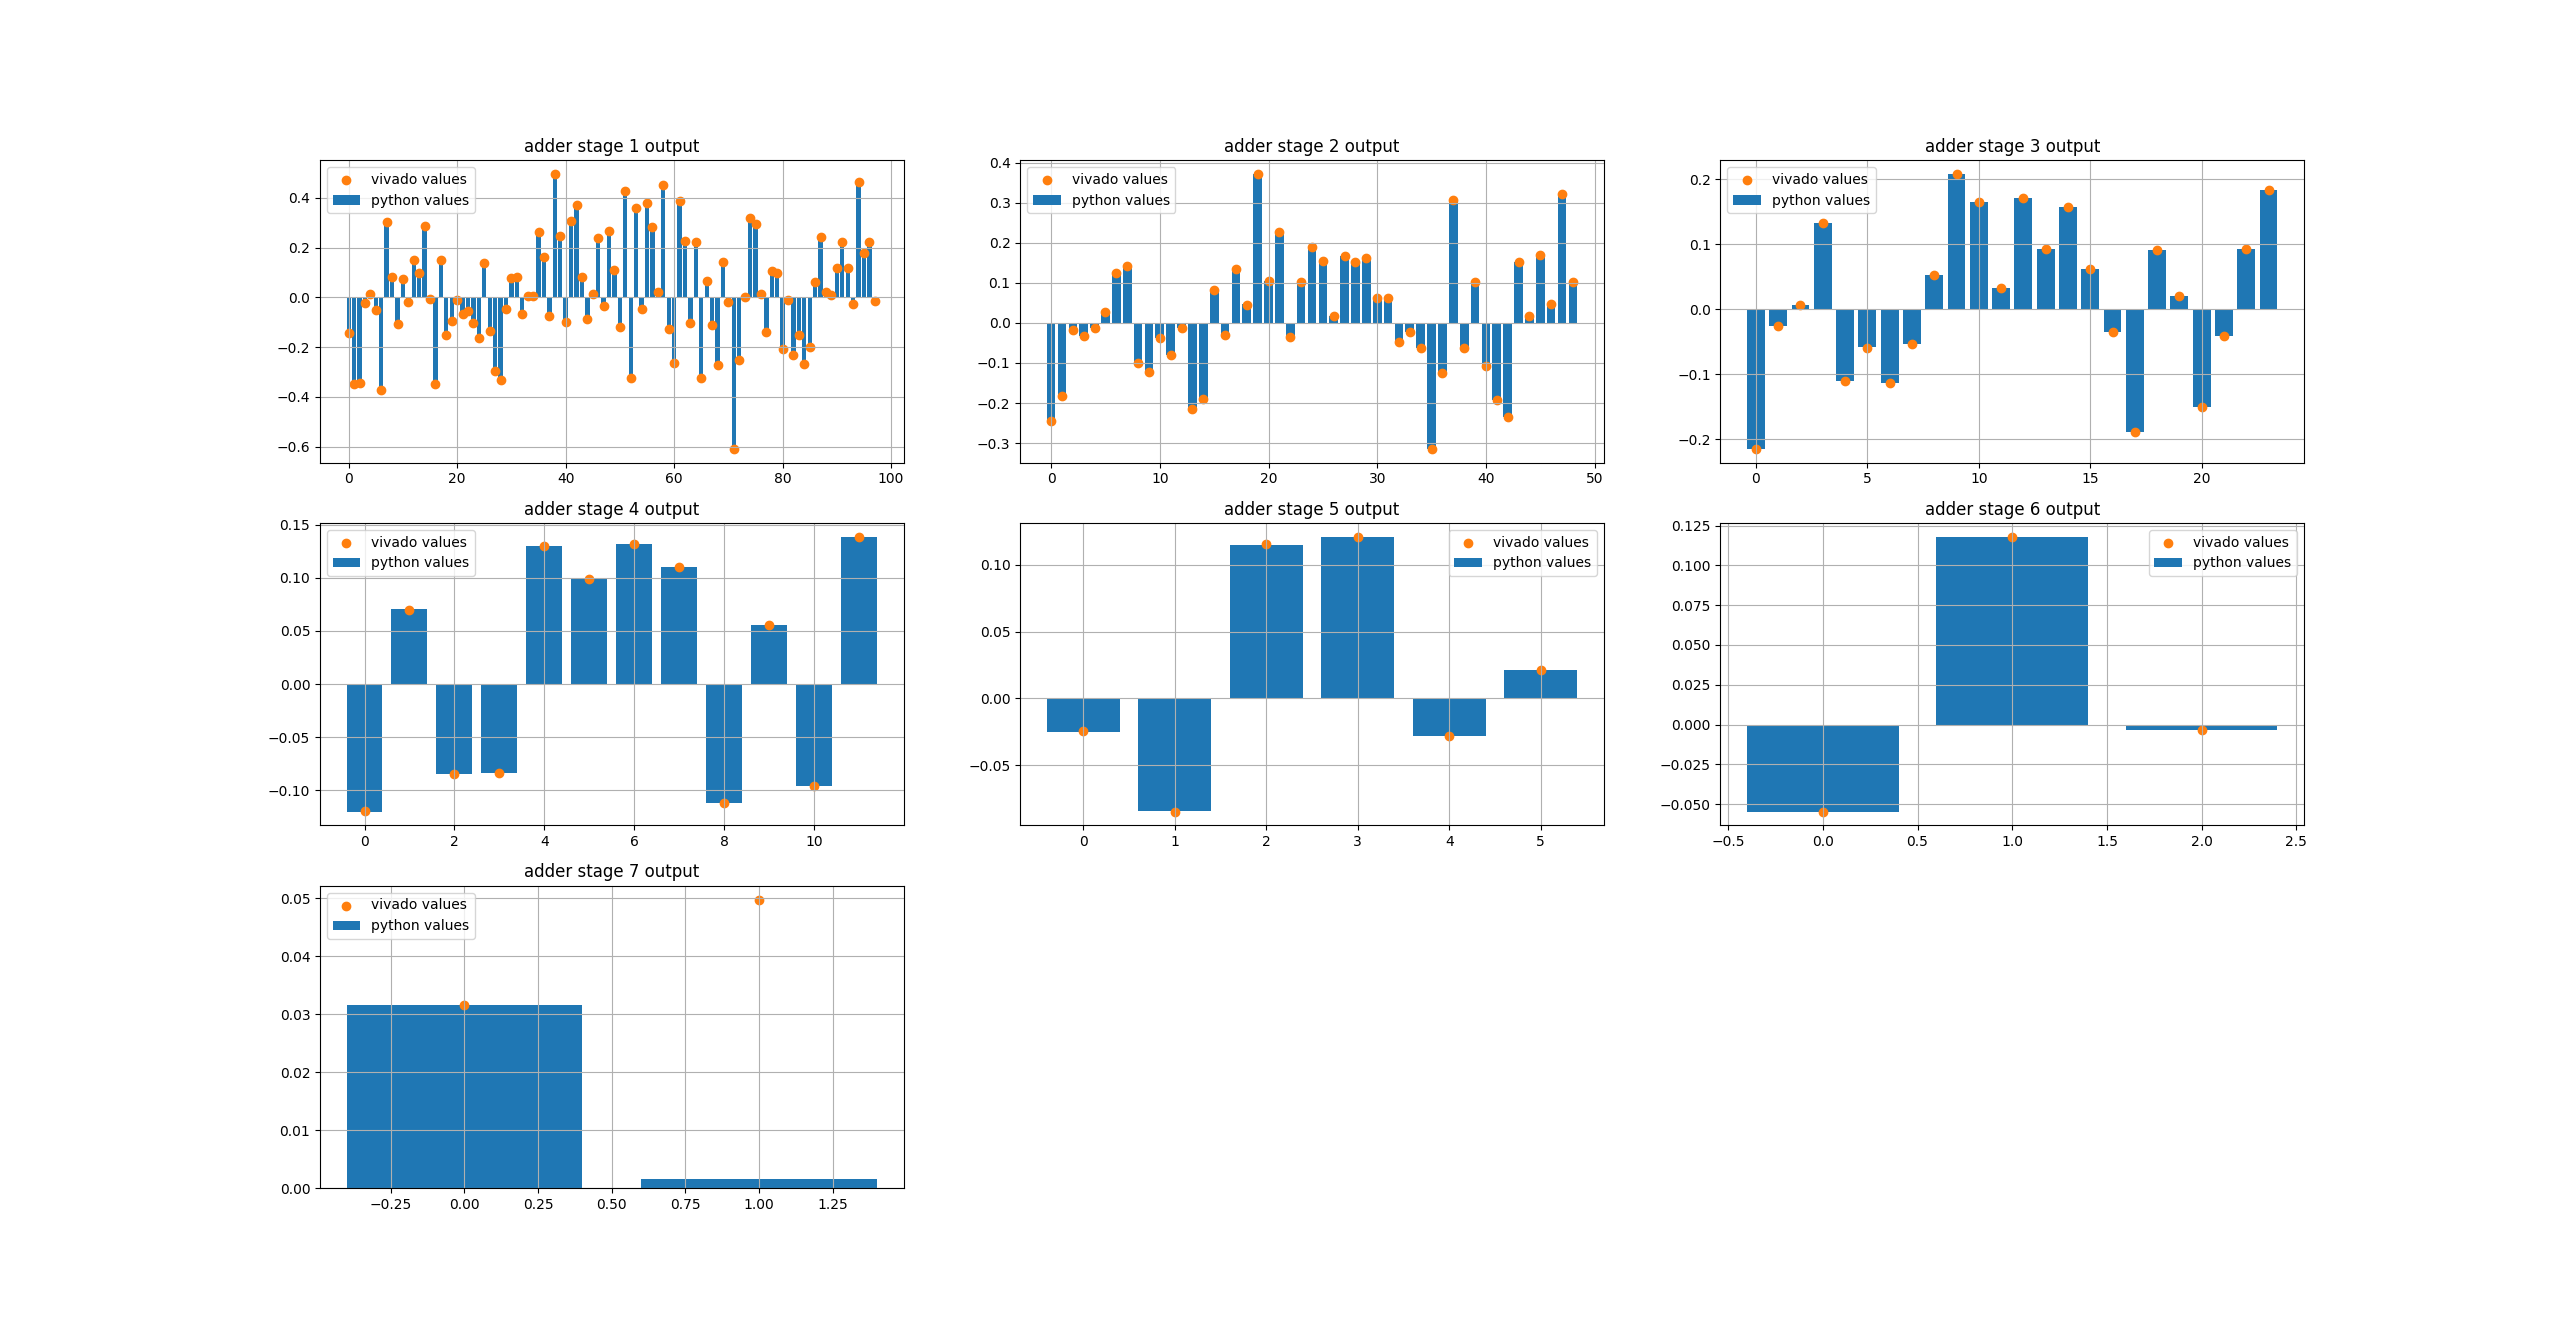 adder stage 1 output
vivado values
python values
0.4
0.2
0.0
−0.2
−0.4
−0.6
0 20 40 60 80 100
adder stage 2 output
vivado values
python values
0.4
0.3
0.2
0.1
0.0
−0.1
−0.2
−0.3
0 10 20 30 40 50
adder stage 3 output
vivado values
python values
0.2
0.1
0.0
−0.1
−0.2
0 5 10 15 20
adder stage 4 output
vivado values
python values
0.15
0.10
0.05
0.00
−0.05
−0.10
0 2 4 6 8 10
adder stage 5 output
vivado values
python values
0.10
0.05
0.00
−0.05
0 1 2 3 4 5
adder stage 6 output
vivado values
python values
0.125
0.100
0.075
0.050
0.025
0.000
−0.025
−0.050
−0.5 0.0 0.5 1.0 1.5 2.0 2.5
adder stage 7 output
vivado values
python values
0.05
0.04
0.03
0.02
0.01
0.00
−0.25 0.00 0.25 0.50 0.75 1.00 1.25